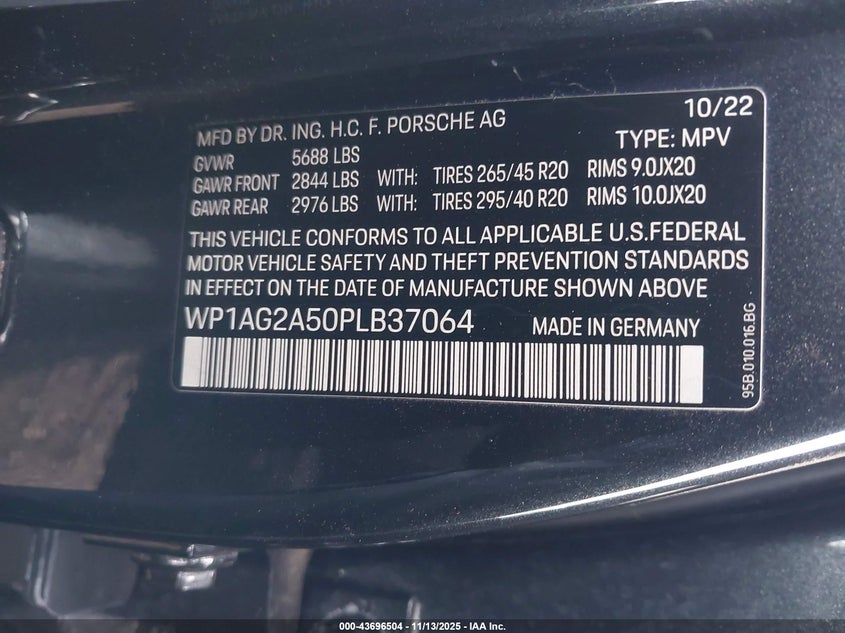 10/22
MFD BY DR. ING. H.C. F. PORSCHE AG
TYPE: MPV
GVWR 5688 LBS
GAWR FRONT 2844 LBS WITH: TIRES 265/45 R20 RIMS 9.0JX20
GAWR REAR 2976 LBS WITH: TIRES 295/40 R20 RIMS 10.0JX20
THIS VEHICLE CONFORMS TO ALL APPLICABLE U.S.FEDERAL
MOTOR VEHICLE SAFETY AND THEFT PREVENTION STANDARDS
IN EFFECT ON THE DATE OF MANUFACTURE SHOWN ABOVE
WP1AG2A50PLB37064 MADE IN GERMANY
95B.010.016.BG
000-43696504 - 11/13/2025 - IAA Inc.